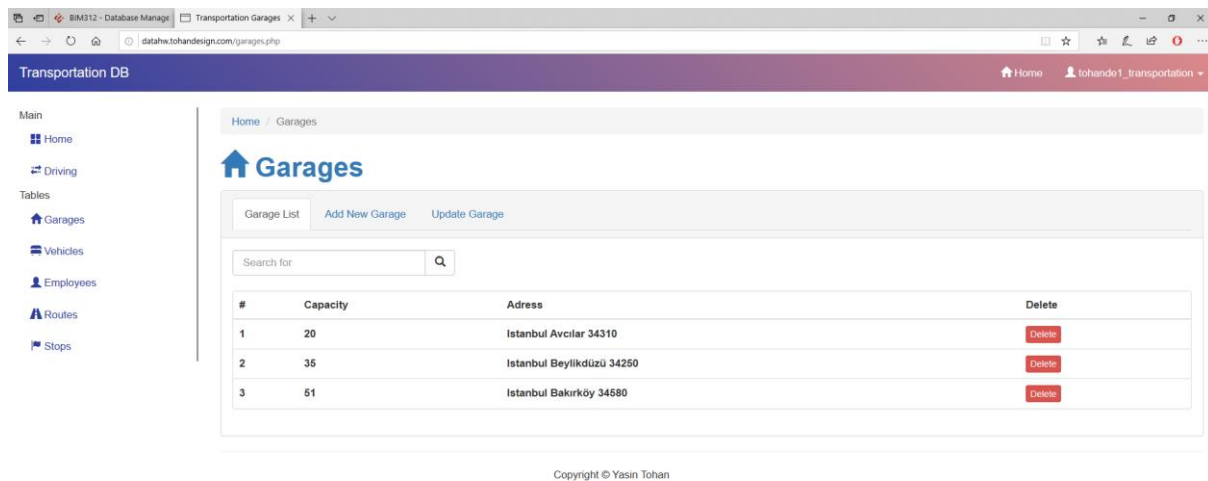 BIM312 - Database Manage Transportation Garages
datahw.tohandesign.com/garages.php
Transportation DB Home tohande1_transportation
Main
Home
Driving
Tables
Garages
Vehicles
Employees
Routes
Stops
Home / Garages
Garages
Garage List Add New Garage Update Garage
Search for
# Capacity Adress Delete
1 20 Istanbul Avcılar 34310 Delete
2 35 Istanbul Beylikdüzü 34250 Delete
3 51 Istanbul Bakırköy 34580 Delete
Copyright © Yasin Tohan